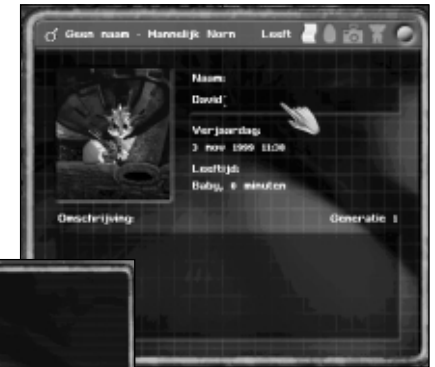 Geen naam - Mannelijk Norn Leeft
Naam:
David
Verjaardag:
3 nov 1999 11:30
Leeftijd:
Baby, 0 minuten
Omschrijving:
Generatie 1